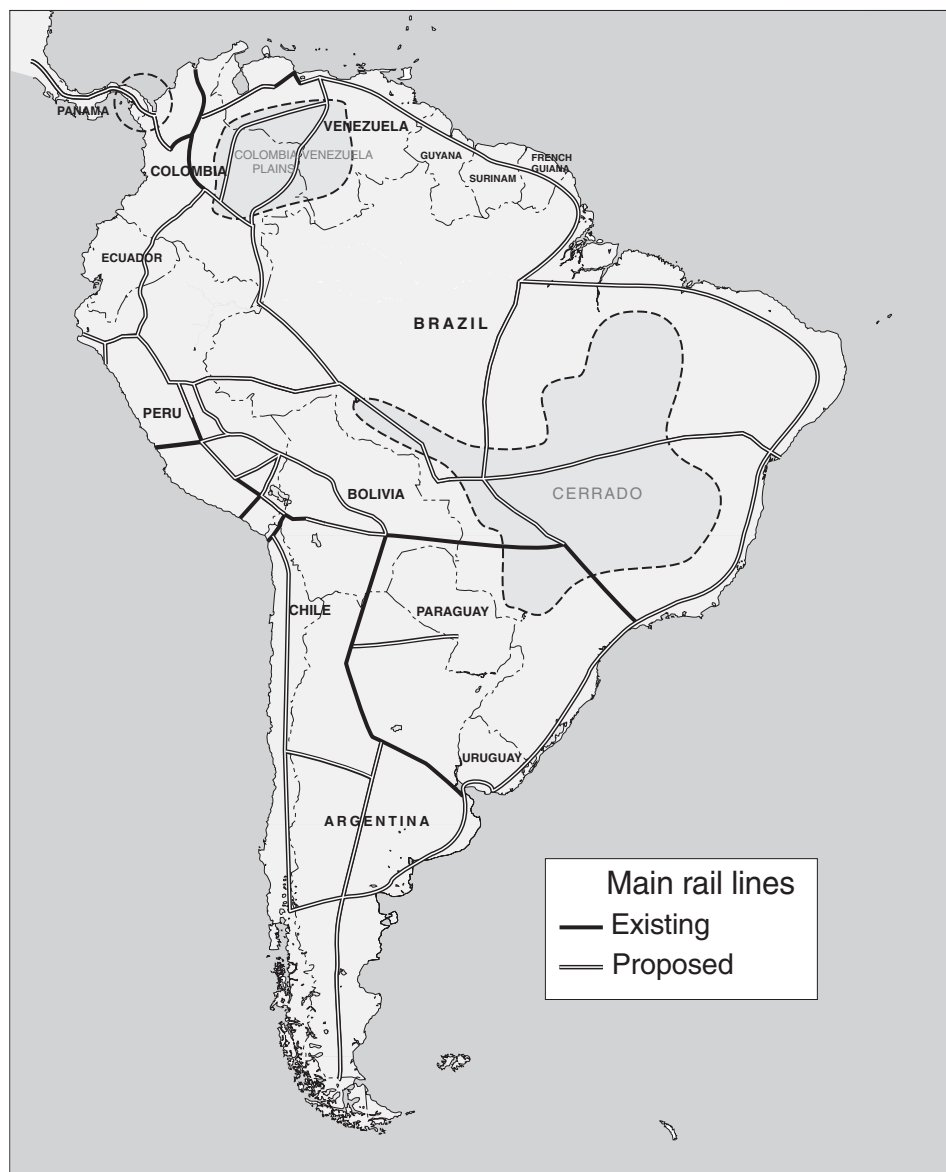 PANAMA
VENEZUELA
COLOMBIA-VENEZUELA
PLAINS
GUYANA
FRENCH
GUIANA
SURINAM
COLOMBIA
ECUADOR
BRAZIL
PERU
BOLIVIA
CERRADO
CHILE
PARAGUAY
URUGUAY
ARGENTINA
Main rail lines
Existing
Proposed